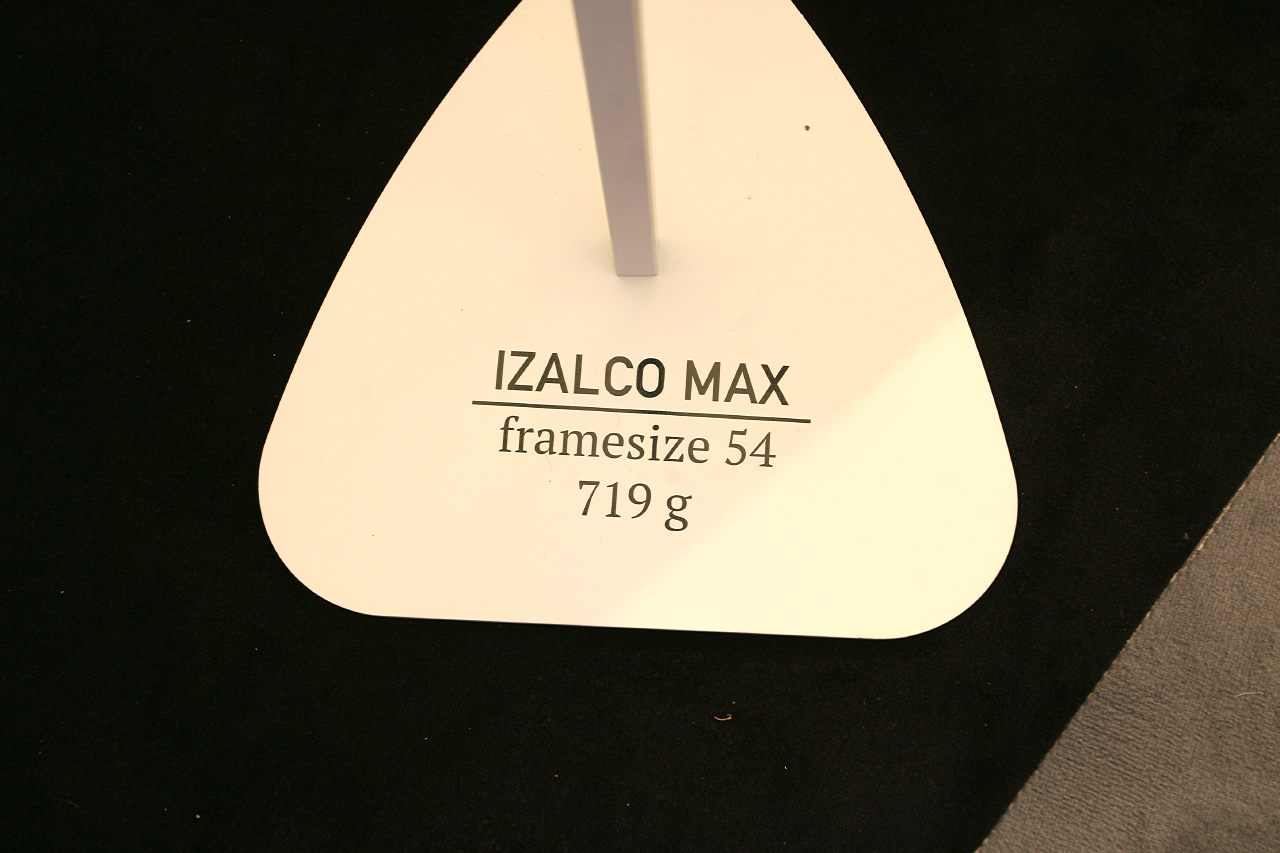 IZALCO MAX
framesize 54
719 g